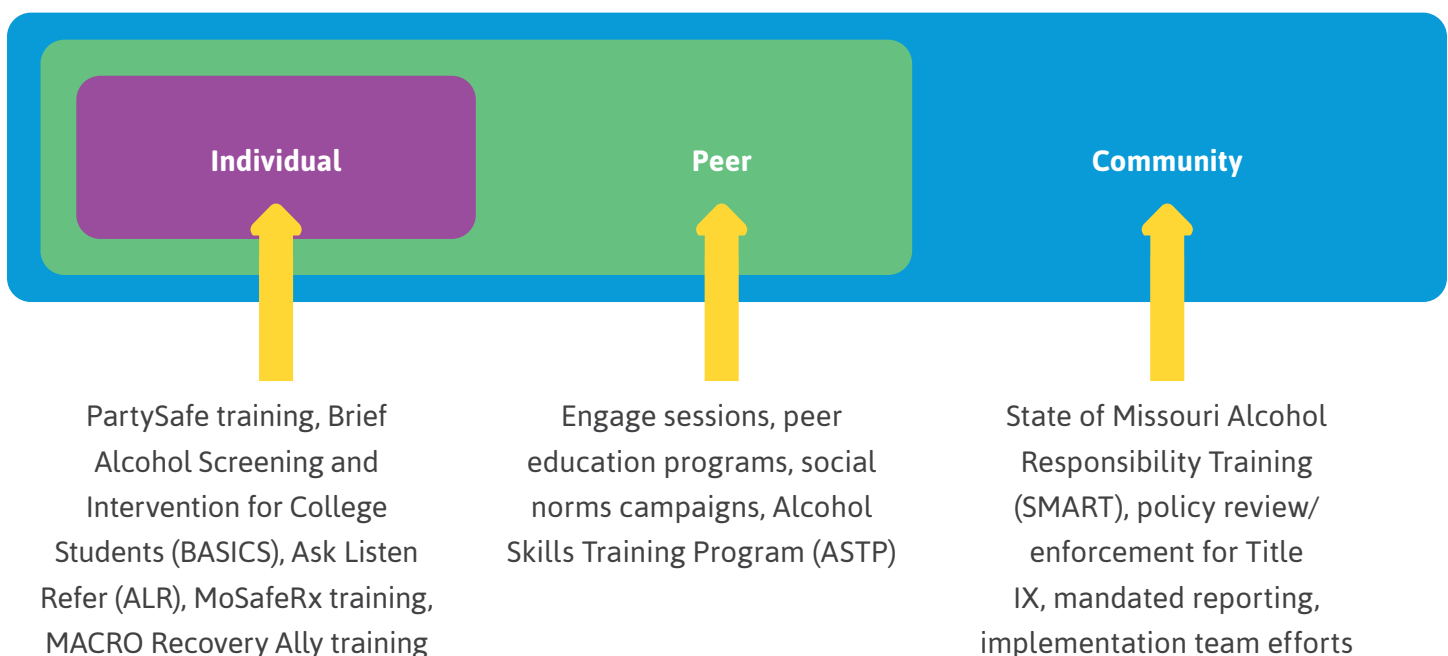 Individual
Peer
Community
PartySafe training, Brief
Alcohol Screening and
Intervention for College
Students (BASICS), Ask Listen
Refer (ALR), MoSafeRx training,
MACRO Recovery Ally training
Engage sessions, peer
education programs, social
norms campaigns, Alcohol
Skills Training Program (ASTP)
State of Missouri Alcohol
Responsibility Training
(SMART), policy review/
enforcement for Title
IX, mandated reporting,
implementation team efforts